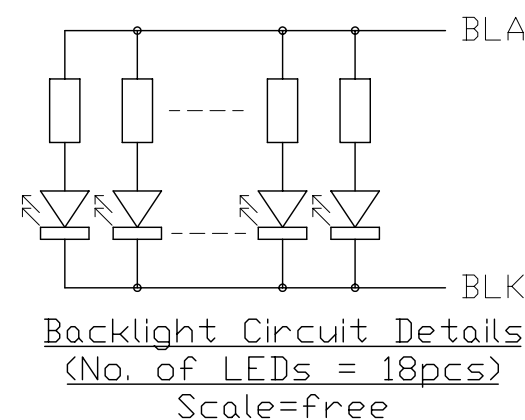 BLA
BLK
Backlight Circuit Details
(No. of LEDs = 18pcs)
Scale=free